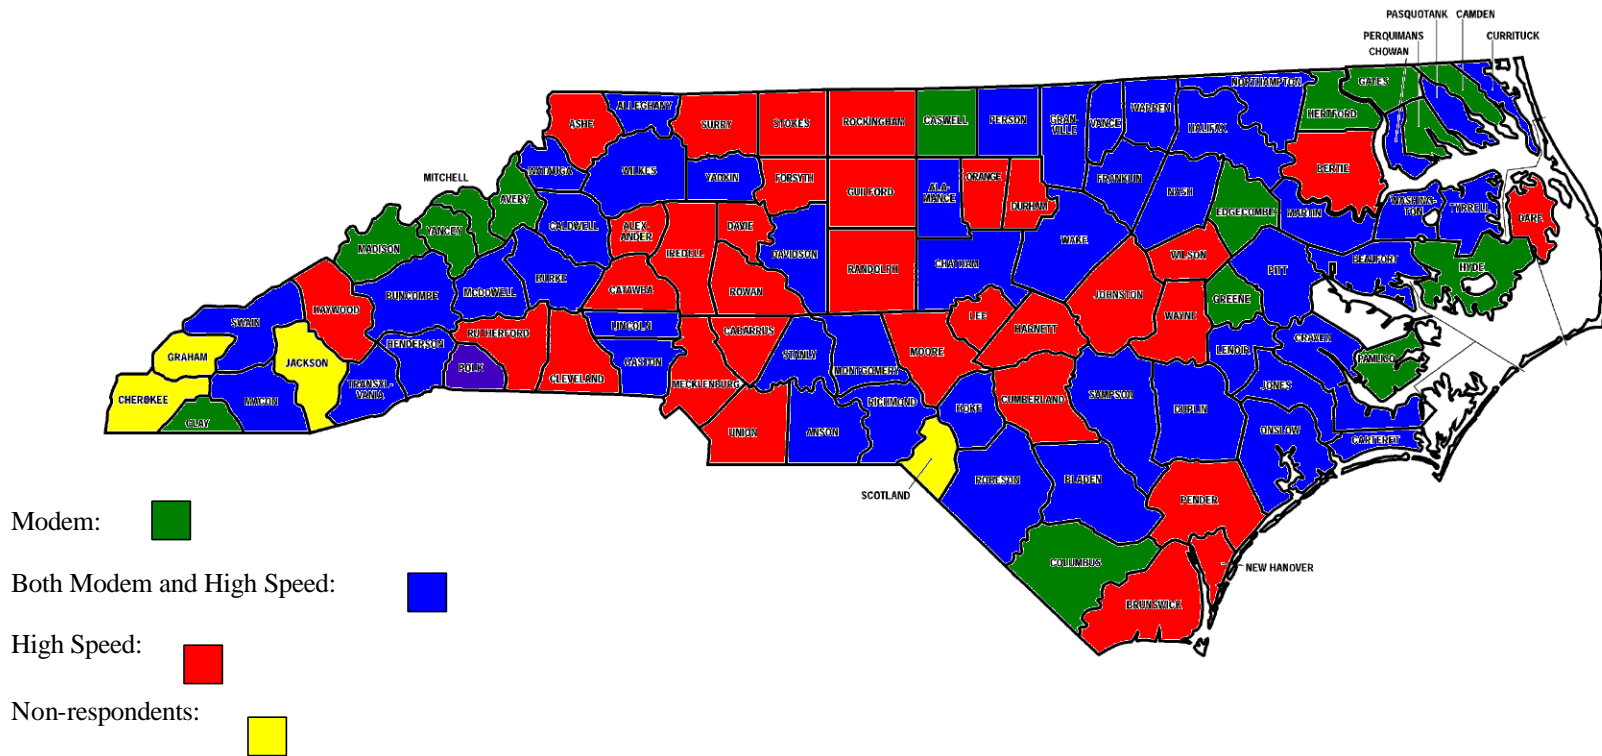 PASQUOTANK CAMDEN
PERQUIMANS CURRITUCK
CHOWAN
NORTHAMPTON GATES
ALLEGHANY WARREN
ASHE SURRY STOKES ROCKINGHAM CASWELL PERSON GRAN-
VILLE VANCE HALIFAX HERTFORD
WATAUGA WILKES YADKIN FORSYTH GUILFORD ORANGE FRANKLIN BERTIE
MITCHELL ALA-
MANCE DURHAM NASH
AVERY EDGECOMBE MARTIN WASHING-
TON TYRRELL DARE
YANCEY CALDWELL ALEX-
ANDER DAVIE
MADISON IREDELL DAVIDSON RANDOLPH CHATHAM WAKE WILSON PITT BEAUFORT HYDE
BUNCOMBE McDOWELL BURKE CATAWBA ROWAN JOHNSTON GREENE
SWAIN HAYWOOD RUTHERFORD LINCOLN CABARRUS LEE HARNETT WAYNE
GRAHAM JACKSON HENDERSON POLK CLEVELAND GASTON STANLY MONTGOMERY MOORE LENOIR CRAVEN PAMLICO
CHEROKEE MACON TRANSYL-
VANIA MECKLENBURG RICHMOND HOKE CUMBERLAND SAMPSON DUPLIN JONES
CLAY UNION ANSON ONSLOW CARTERET
SCOTLAND ROBESON BLADEN PENDER
Modem:
COLUMBUS NEW HANOVER
Both Modem and High Speed:
BRUNSWICK
High Speed:
Non-respondents: